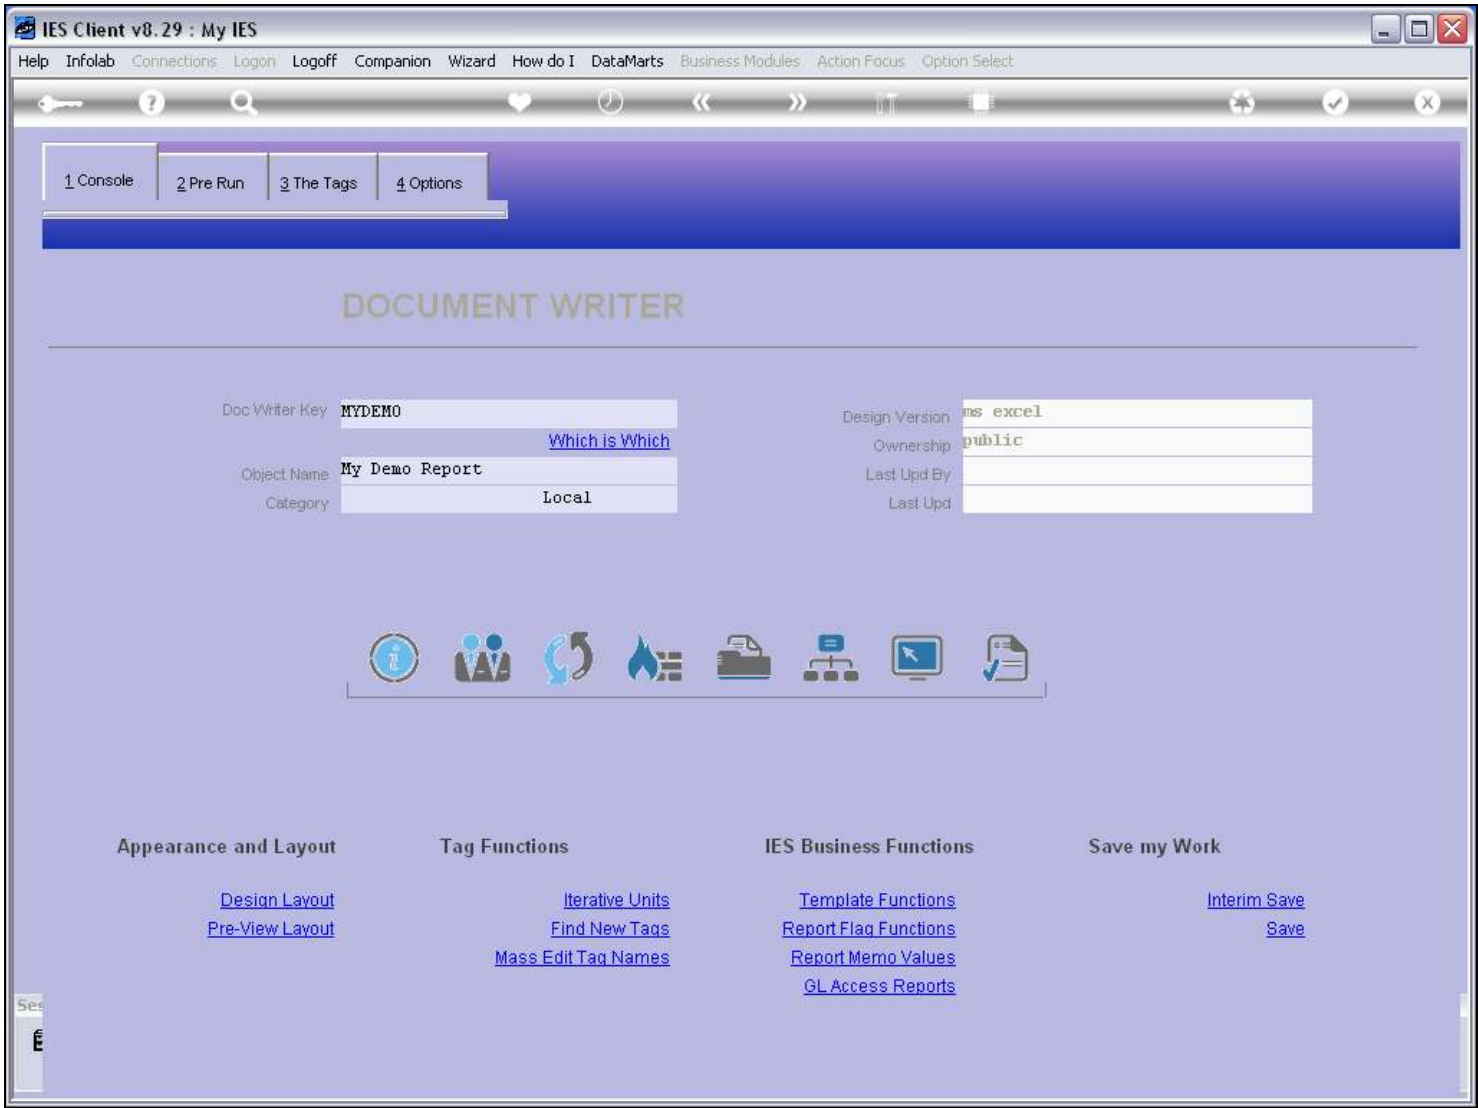 IES Client v8.29 : My IES
Help Infolab Connections Logon Logoff Companion Wizard How do I DataMarts Business Modules Action Focus Option Select
1 Console 2 Pre Run 3 The Tags 4 Options
DOCUMENT WRITER
Doc Writer Key MYDEMO
Which is Which
Object Name My Demo Report
Category Local
Design Version ms excel
Ownership public
Last Upd By
Last Upd
Appearance and Layout
Design Layout
Pre-View Layout
Tag Functions
Iterative Units
Find New Tags
Mass Edit Tag Names
IES Business Functions
Template Functions
Report Flag Functions
Report Memo Values
GL Access Reports
Save my Work
Interim Save
Save
Ses